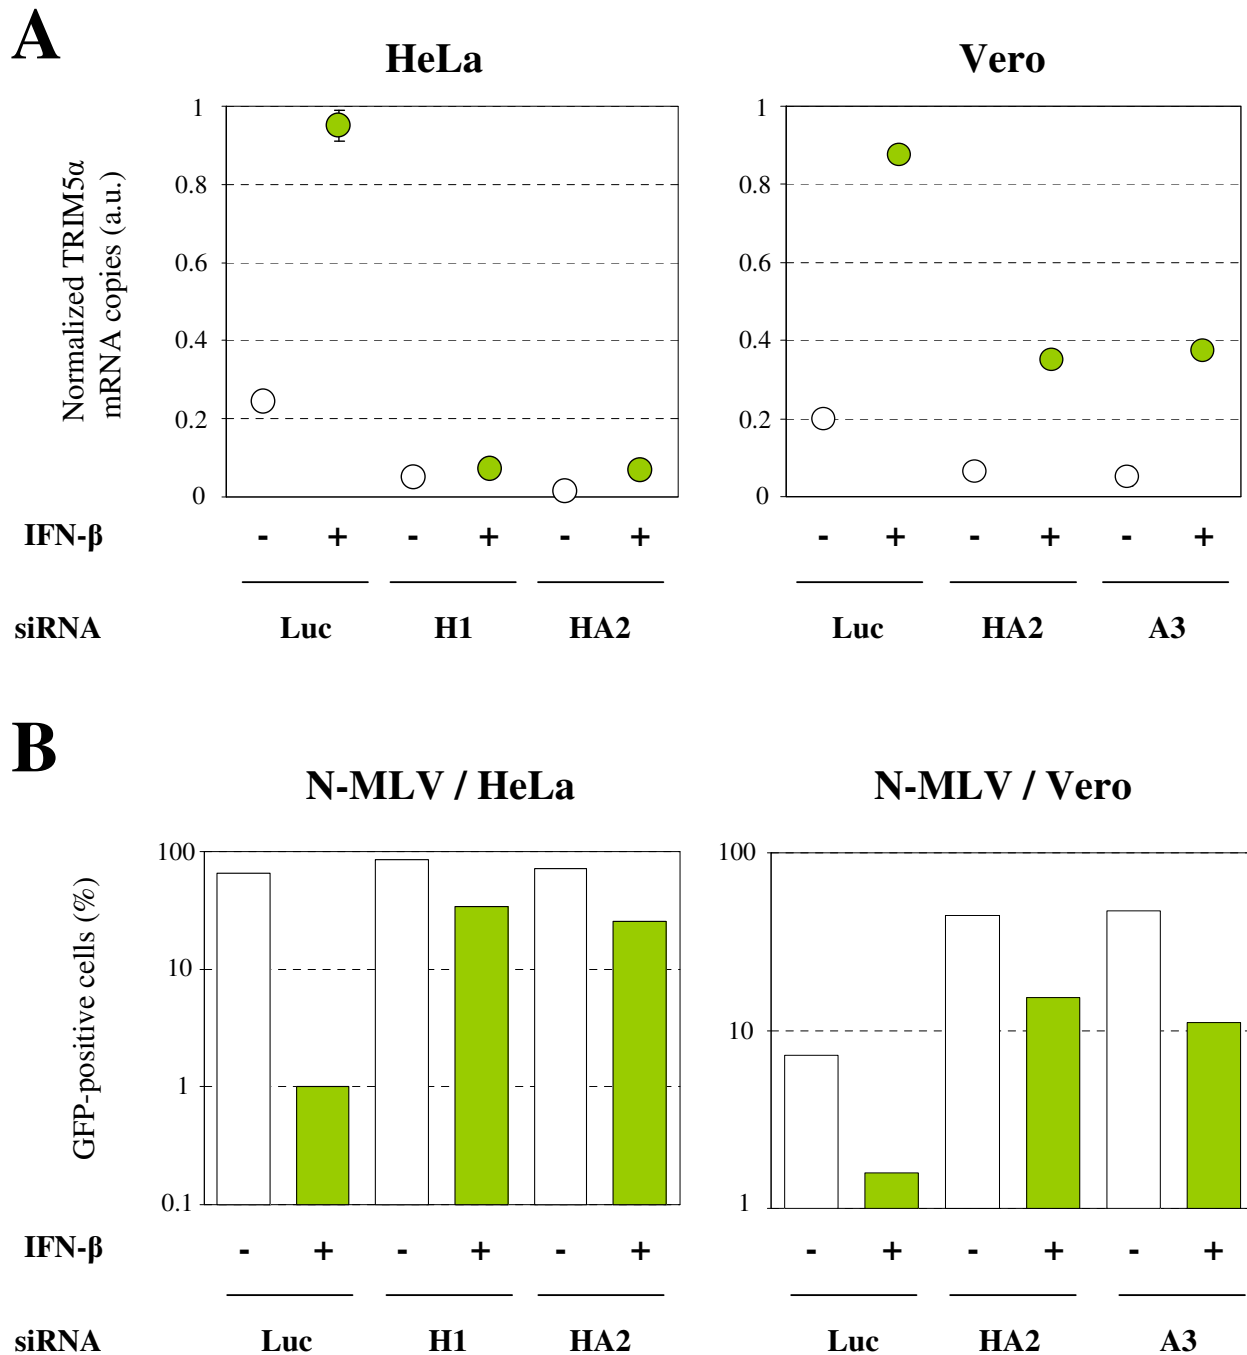 A
HeLa
Vero
Normalized TRIM5α
mRNA copies (a.u.)
1
0.8
0.6
0.4
0.2
0
1
0.8
0.6
0.4
0.2
0
IFN-β - + - + - + - + - + - +
siRNA Luc H1 HA2 Luc HA2 A3
B
N-MLV / HeLa
N-MLV / Vero
GFP-positive cells (%)
100
10
1
0.1
100
10
1
IFN-β - + - + - + - + - + - +
siRNA Luc H1 HA2 Luc HA2 A3